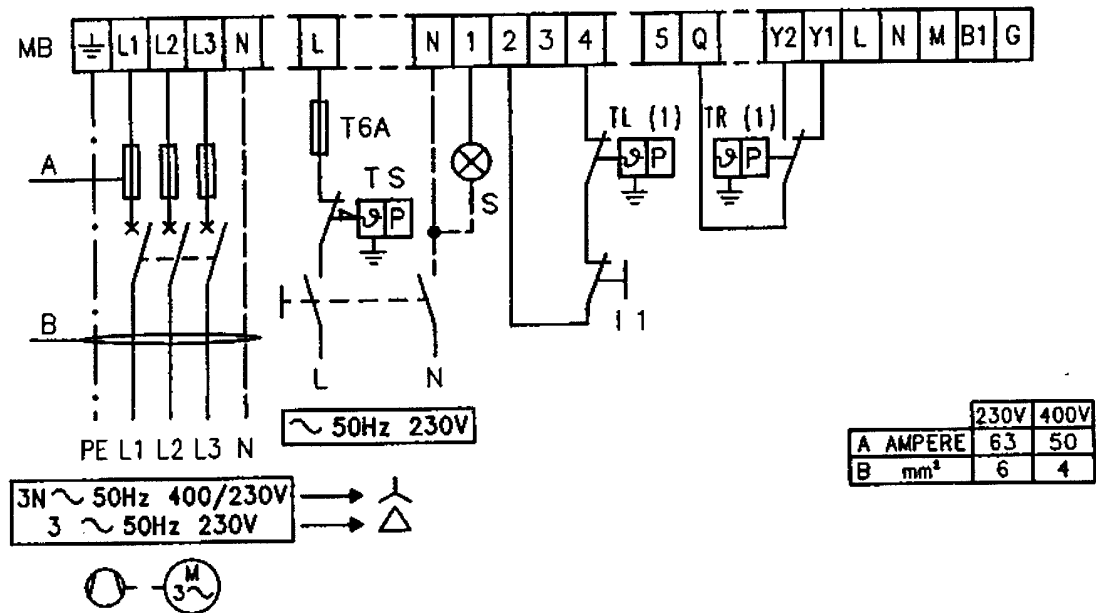 MB L1 L2 L3 N L N 1 2 3 4 5 Q Y2 Y1 L N M B1 G
T6A
TL (1) TR (1)
ϑ P ϑ P
A
TS
ϑ P
S
I1
B
L N
~ 50Hz 230V
PE L1 L2 L3 N
230V 400V
A AMPERE 63 50
B mm² 6 4
3N ~ 50Hz 400/230V
3 ~ 50Hz 230V
M
3~